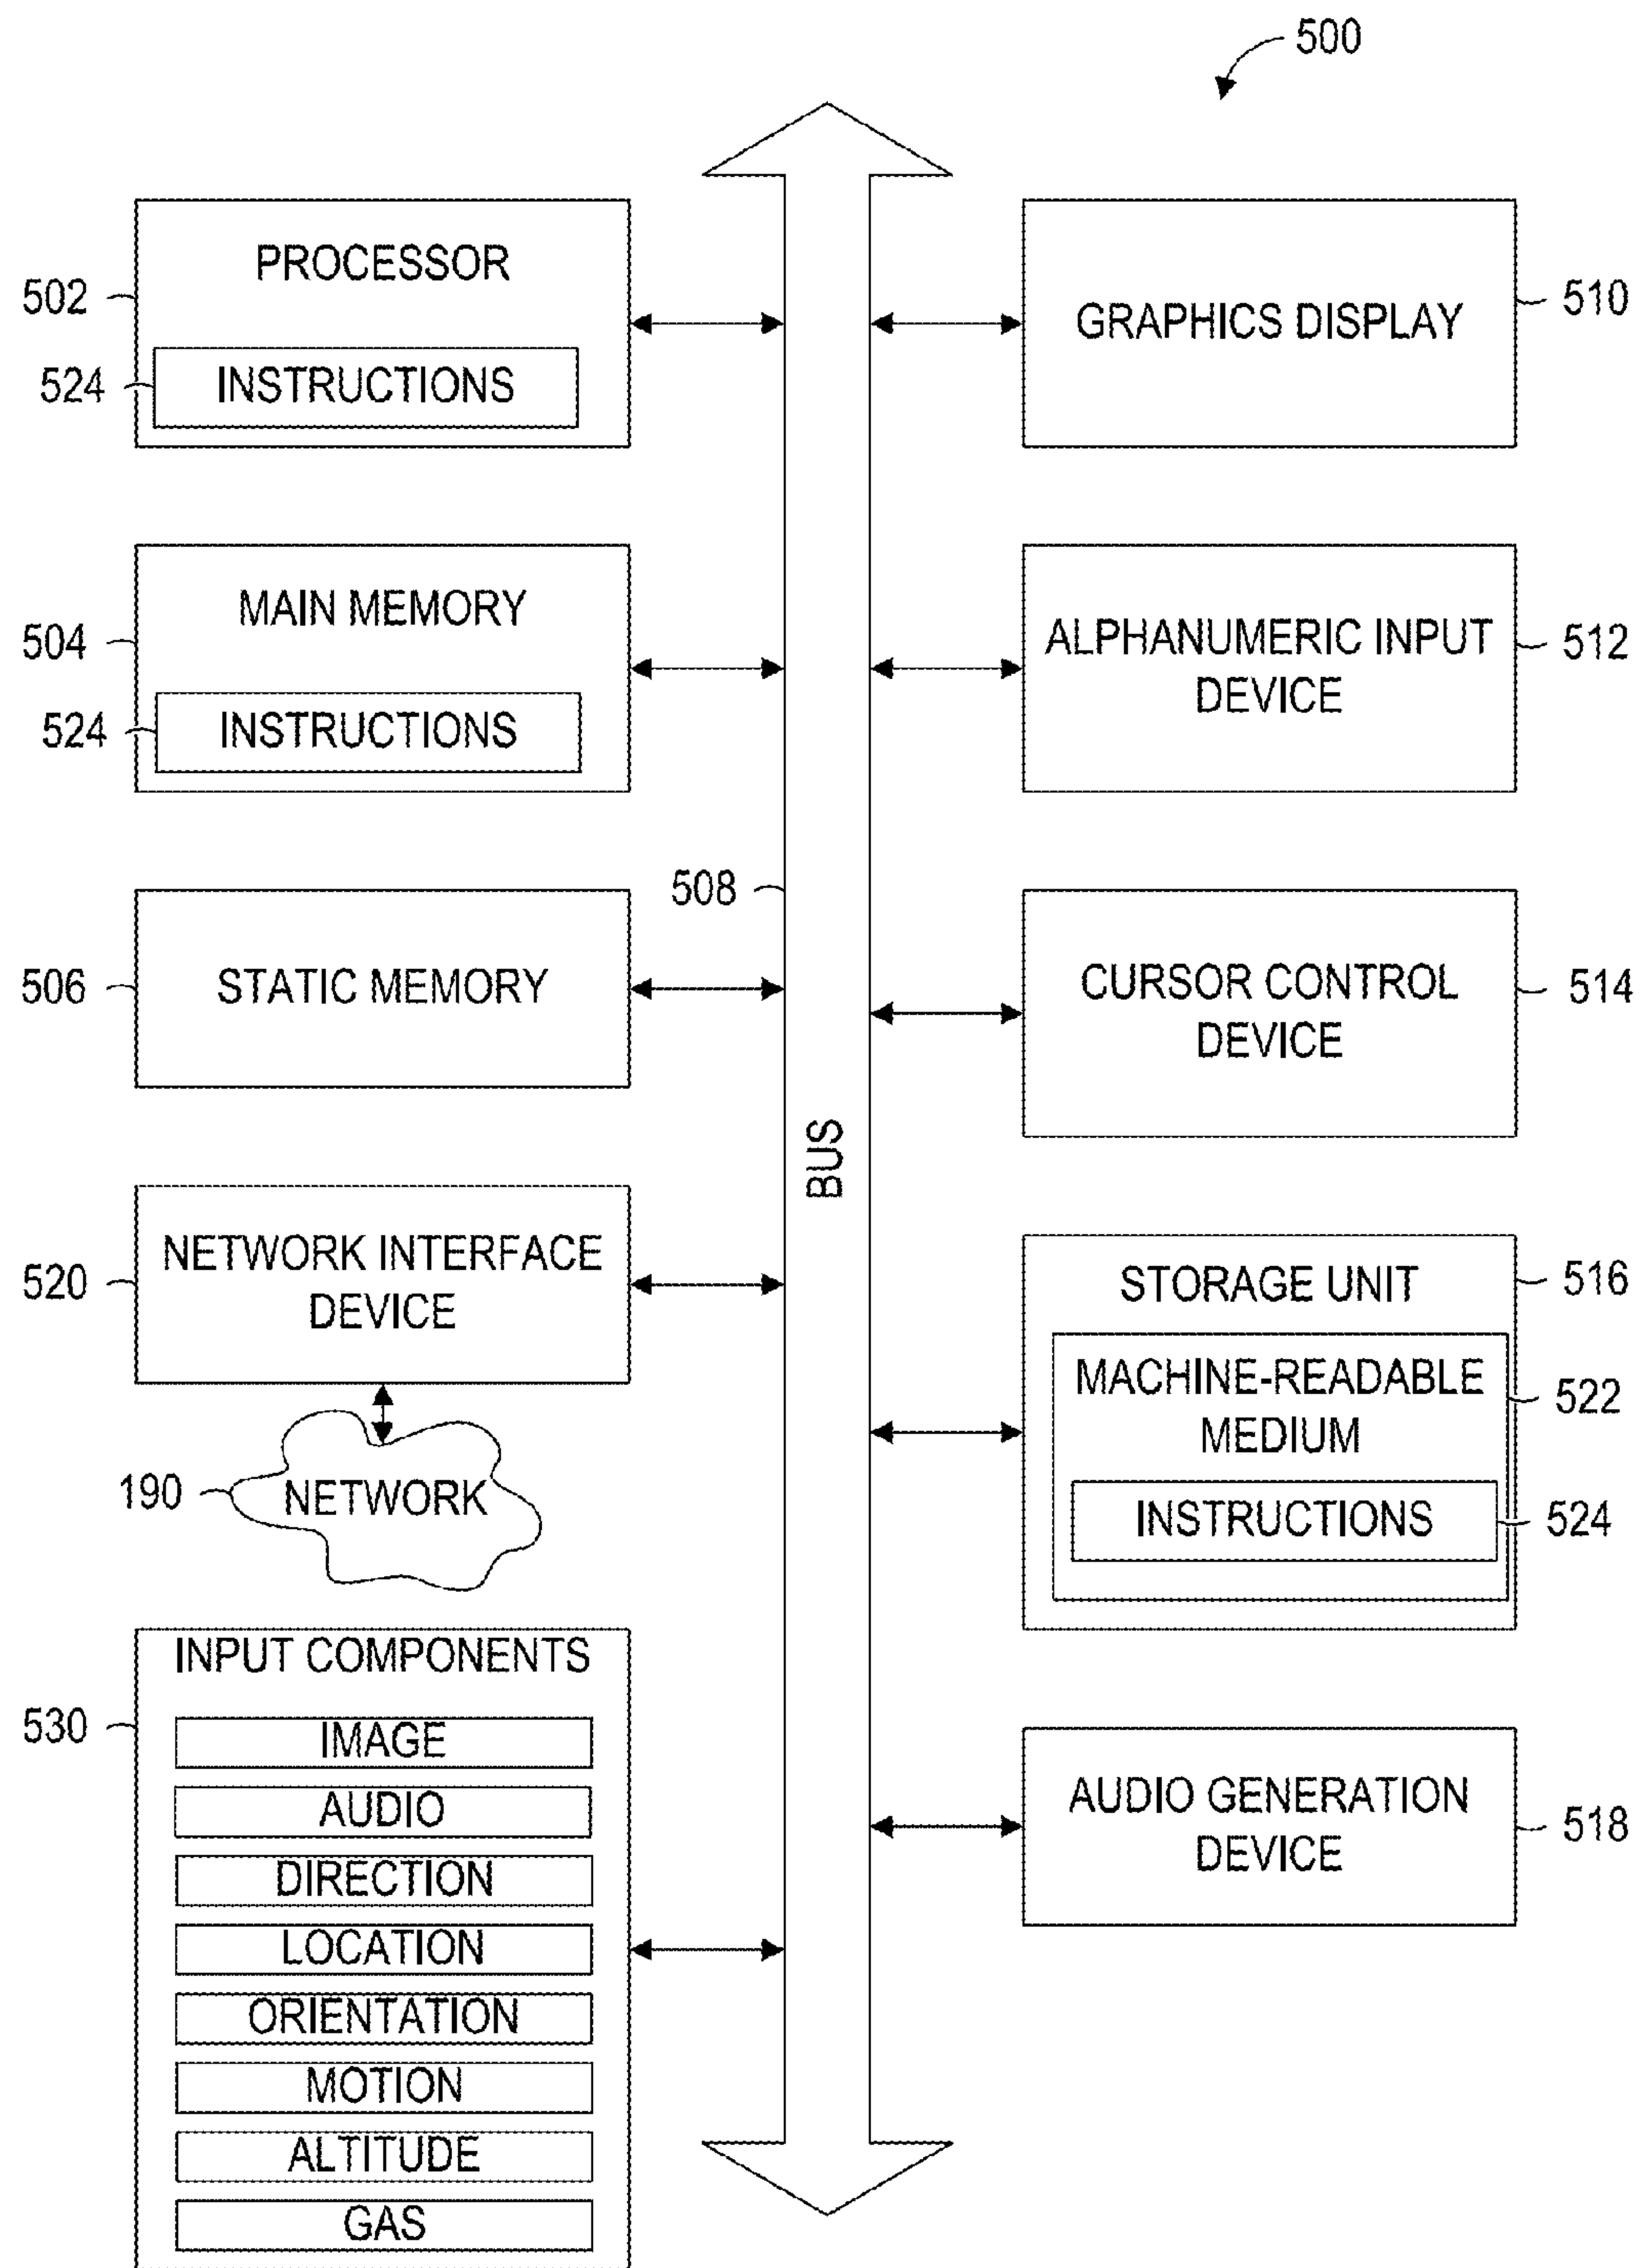 500
PROCESSOR
502
524
INSTRUCTIONS
MAIN MEMORY
504
524
INSTRUCTIONS
506
STATIC MEMORY
520
NETWORK INTERFACE
DEVICE
190
NETWORK
INPUT COMPONENTS
530
IMAGE
AUDIO
DIRECTION
LOCATION
ORIENTATION
MOTION
ALTITUDE
GAS
508
BUS
GRAPHICS DISPLAY
510
ALPHANUMERIC INPUT
DEVICE
512
CURSOR CONTROL
DEVICE
514
STORAGE UNIT
516
MACHINE-READABLE
MEDIUM
522
INSTRUCTIONS
524
AUDIO GENERATION
DEVICE
518